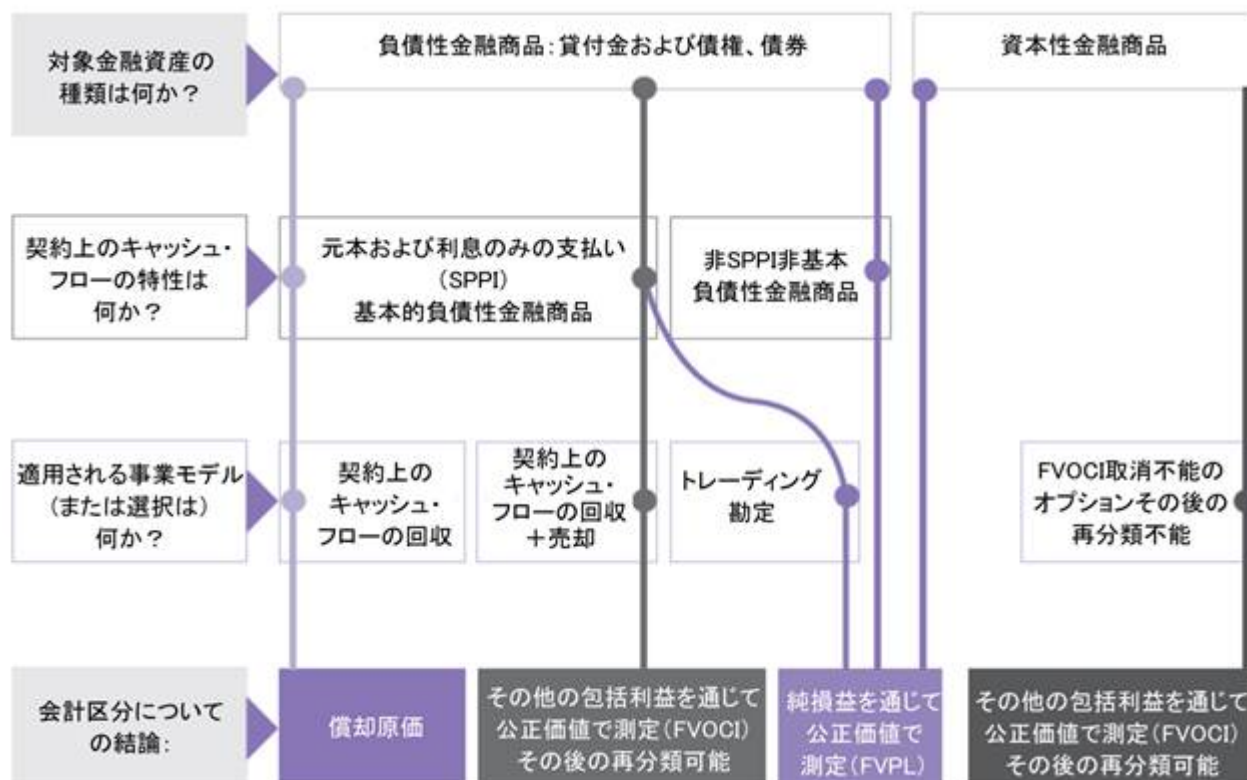 対象金融資産の
種類は何か？
負債性金融商品：貸付金および債権、債券
資本性金融商品
契約上のキャッシュ・
フローの特性は
何か？
元本および利息のみの支払い
（SPPI）
基本的負債性金融商品
非SPPI非基本
負債性金融商品
適用される事業モデル
（または選択は）
何か？
契約上の
キャッシュ・
フローの回収
契約上の
キャッシュ・
フローの回収
＋売却
トレーディング
勘定
FVOCI取消不能の
オプションその後の
再分類不能
会計区分について
の結論：
償却原価
その他の包括利益を通じて
公正価値で測定（FVOCI）
その後の再分類可能
純損益を通じて
公正価値で
測定（FVPL）
その他の包括利益を通じて
公正価値で測定（FVOCI）
その後の再分類可能